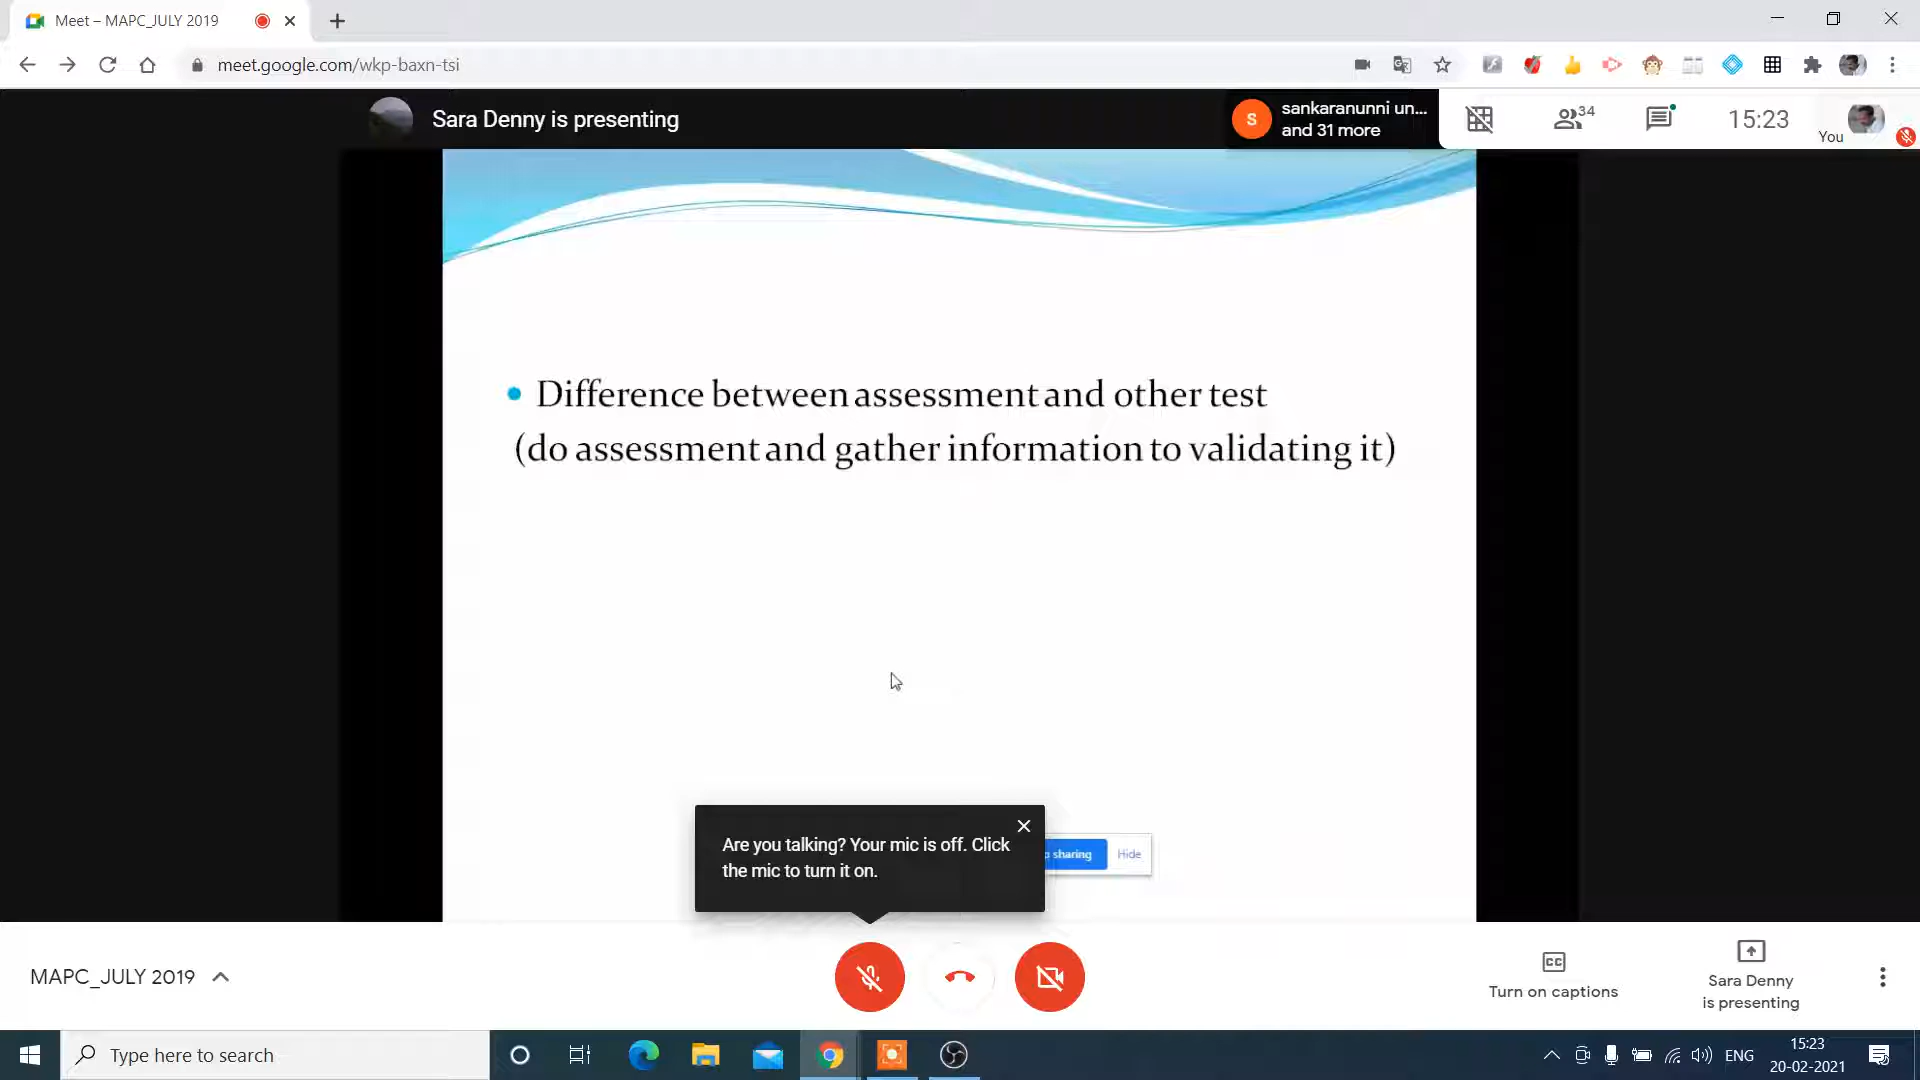 Meet – MAPC_JULY 2019
meet.google.com/wkp-baxn-tsi
Sara Denny is presenting
S
sankaranunni un...
and 31 more
34
15:23
You
Difference between assessment and other test
(do assessment and gather information to validating it)
Are you talking? Your mic is off. Click
the mic to turn it on.
sharing
Hide
MAPC_JULY 2019
CC
Turn on captions
Sara Denny
is presenting
Type here to search
ENG
15:23
20-02-2021